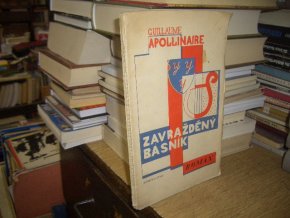 GUILLAUME
APOLLINAIRE
ZAVRAŽDĚNÝ
BÁSNÍK
ROMÁN